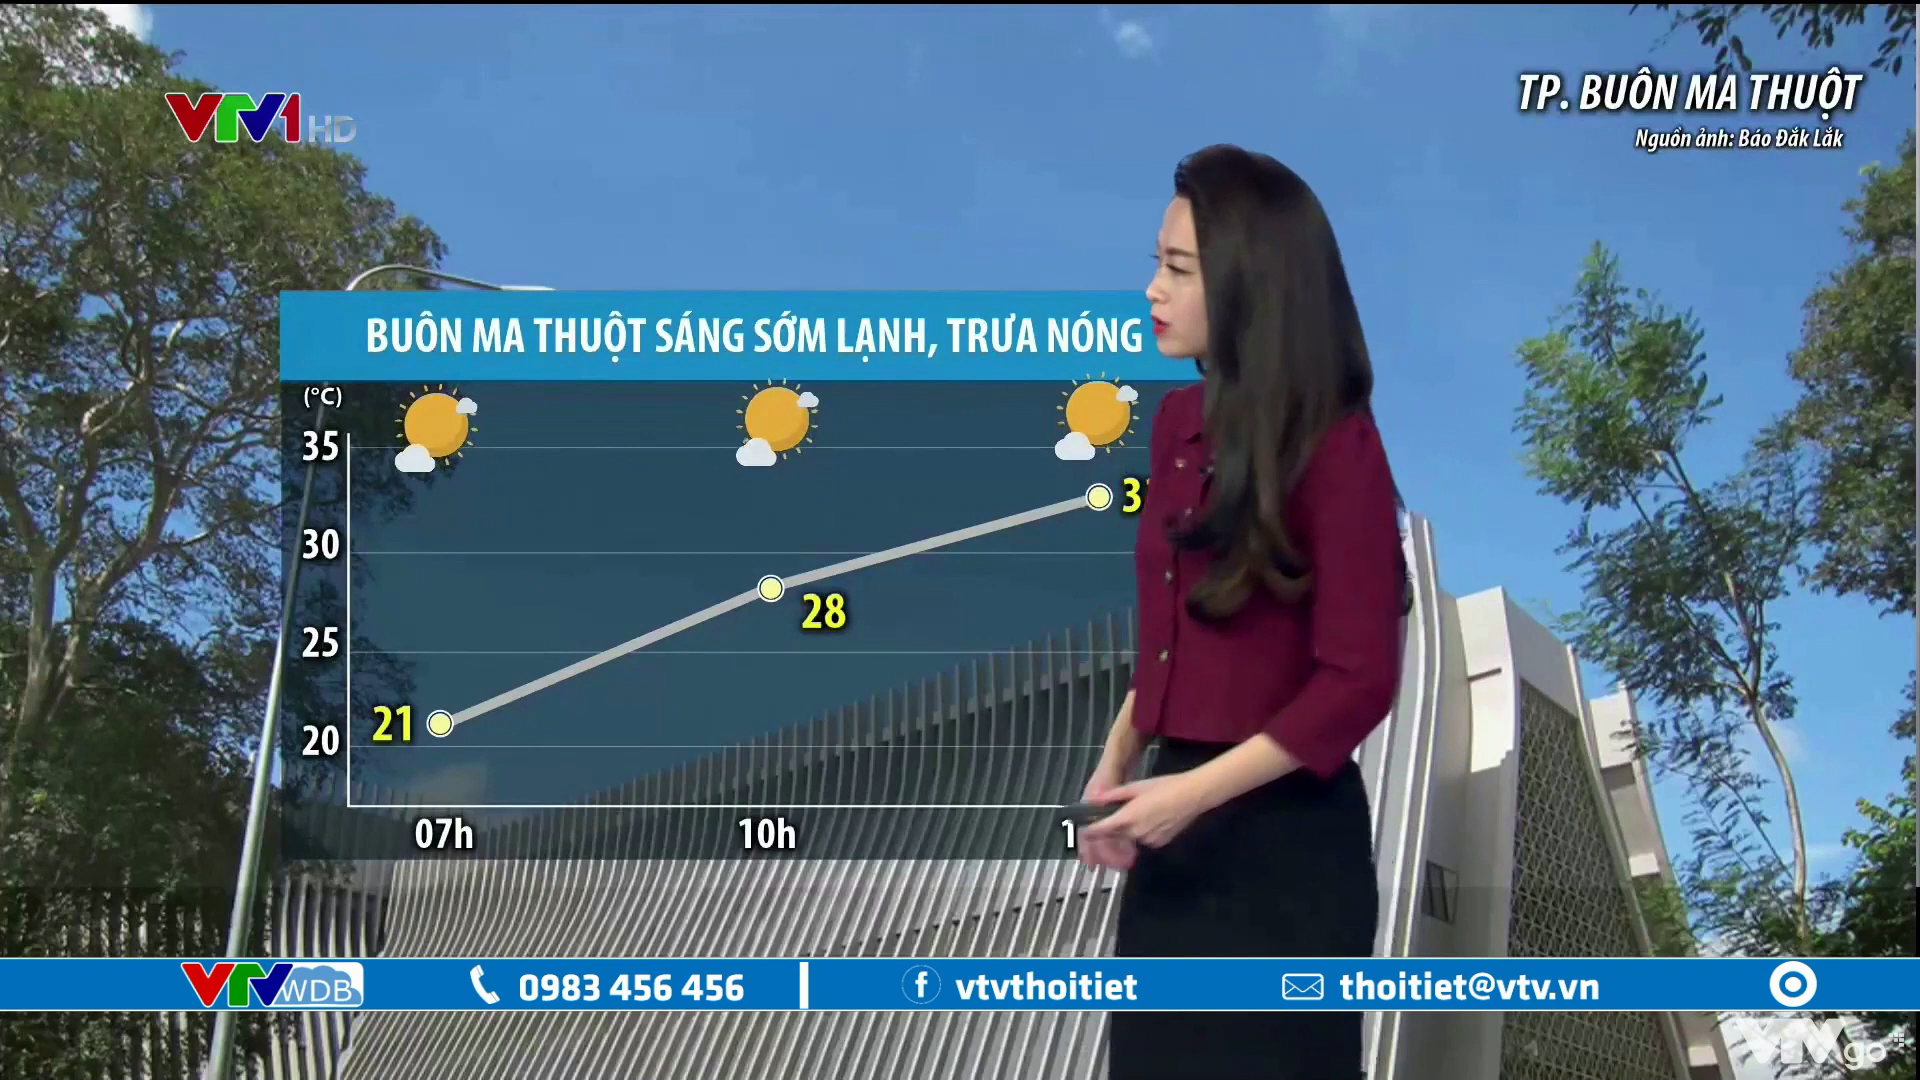 VTV1 HD
TP. BUÔN MA THUỘT
Nguồn ảnh: Báo Đắk Lắk
BUÔN MA THUỘT SÁNG SỚM LẠNH, TRƯA NÓNG
(°C)
35
30
25
20
21
28
07h
10h
VTV WDB
0983 456 456
f vtvthoitiet
thoitiet@vtv.vn
VTVgo